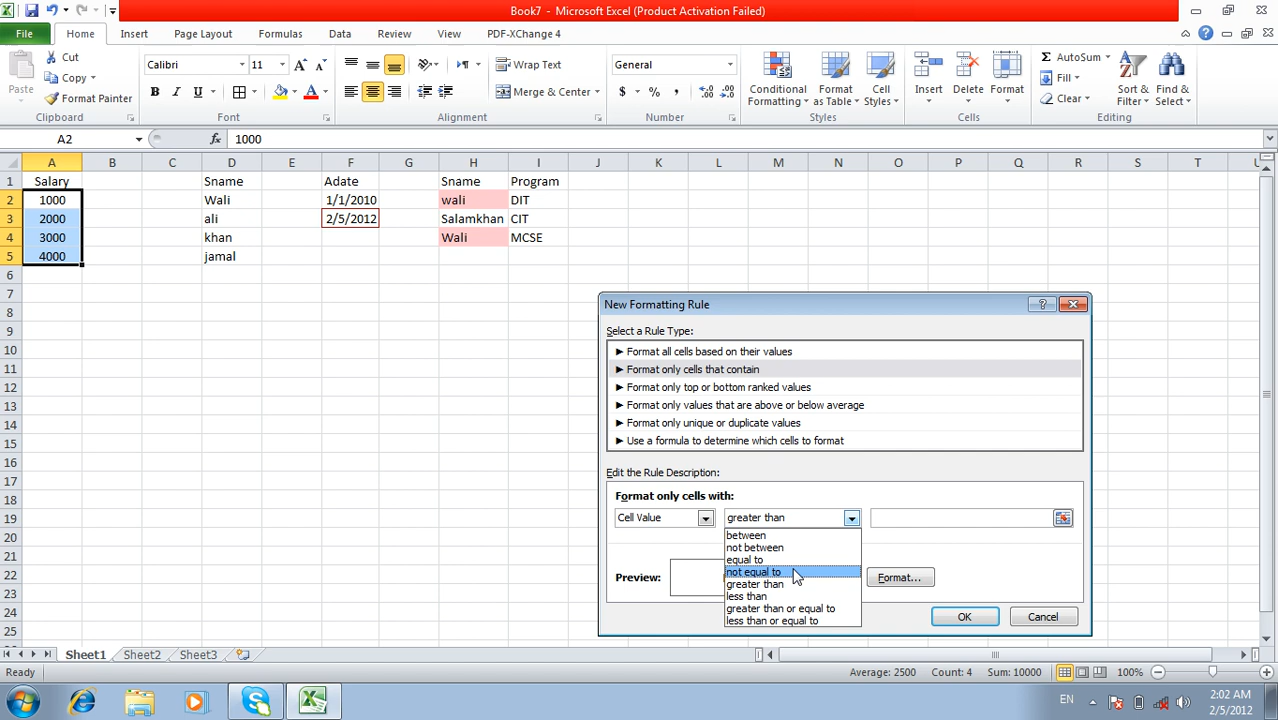 Book7 - Microsoft Excel (Product Activation Failed)
File Home Insert Page Layout Formulas Data Review View PDF-XChange 4
Paste Cut Copy Format Painter
Calibri 11 A A
B I U A
Wrap Text
Merge & Center
General
$ % ,
Conditional Formatting Format as Table Cell Styles
Insert Delete Format
Σ AutoSum
Fill
Clear
Sort & Filter Find & Select
Clipboard Font Alignment Number Styles Cells Editing
A2 fx 1000
A B C D E F G H I J K L M N O P Q R S T U
1 Salary Sname Adate Sname Program
2 1000 Wali 1/1/2010 wali DIT
3 2000 ali 2/5/2012 Salamkhan CIT
4 3000 khan Wali MCSE
5 4000 jamal
6
7
8
9
10
11
12
13
14
15
16
17
18
19
20
21
22
23
24
25
New Formatting Rule
Select a Rule Type:
► Format all cells based on their values
► Format only cells that contain
► Format only top or bottom ranked values
► Format only values that are above or below average
► Format only unique or duplicate values
► Use a formula to determine which cells to format
Edit the Rule Description:
Format only cells with:
Cell Value greater than
between
not between
equal to
not equal to
greater than
less than
greater than or equal to
less than or equal to
Preview: Format...
OK Cancel
Sheet1 Sheet2 Sheet3
Ready Average: 2500 Count: 4 Sum: 10000 100%
EN 2:02 AM
2/5/2012